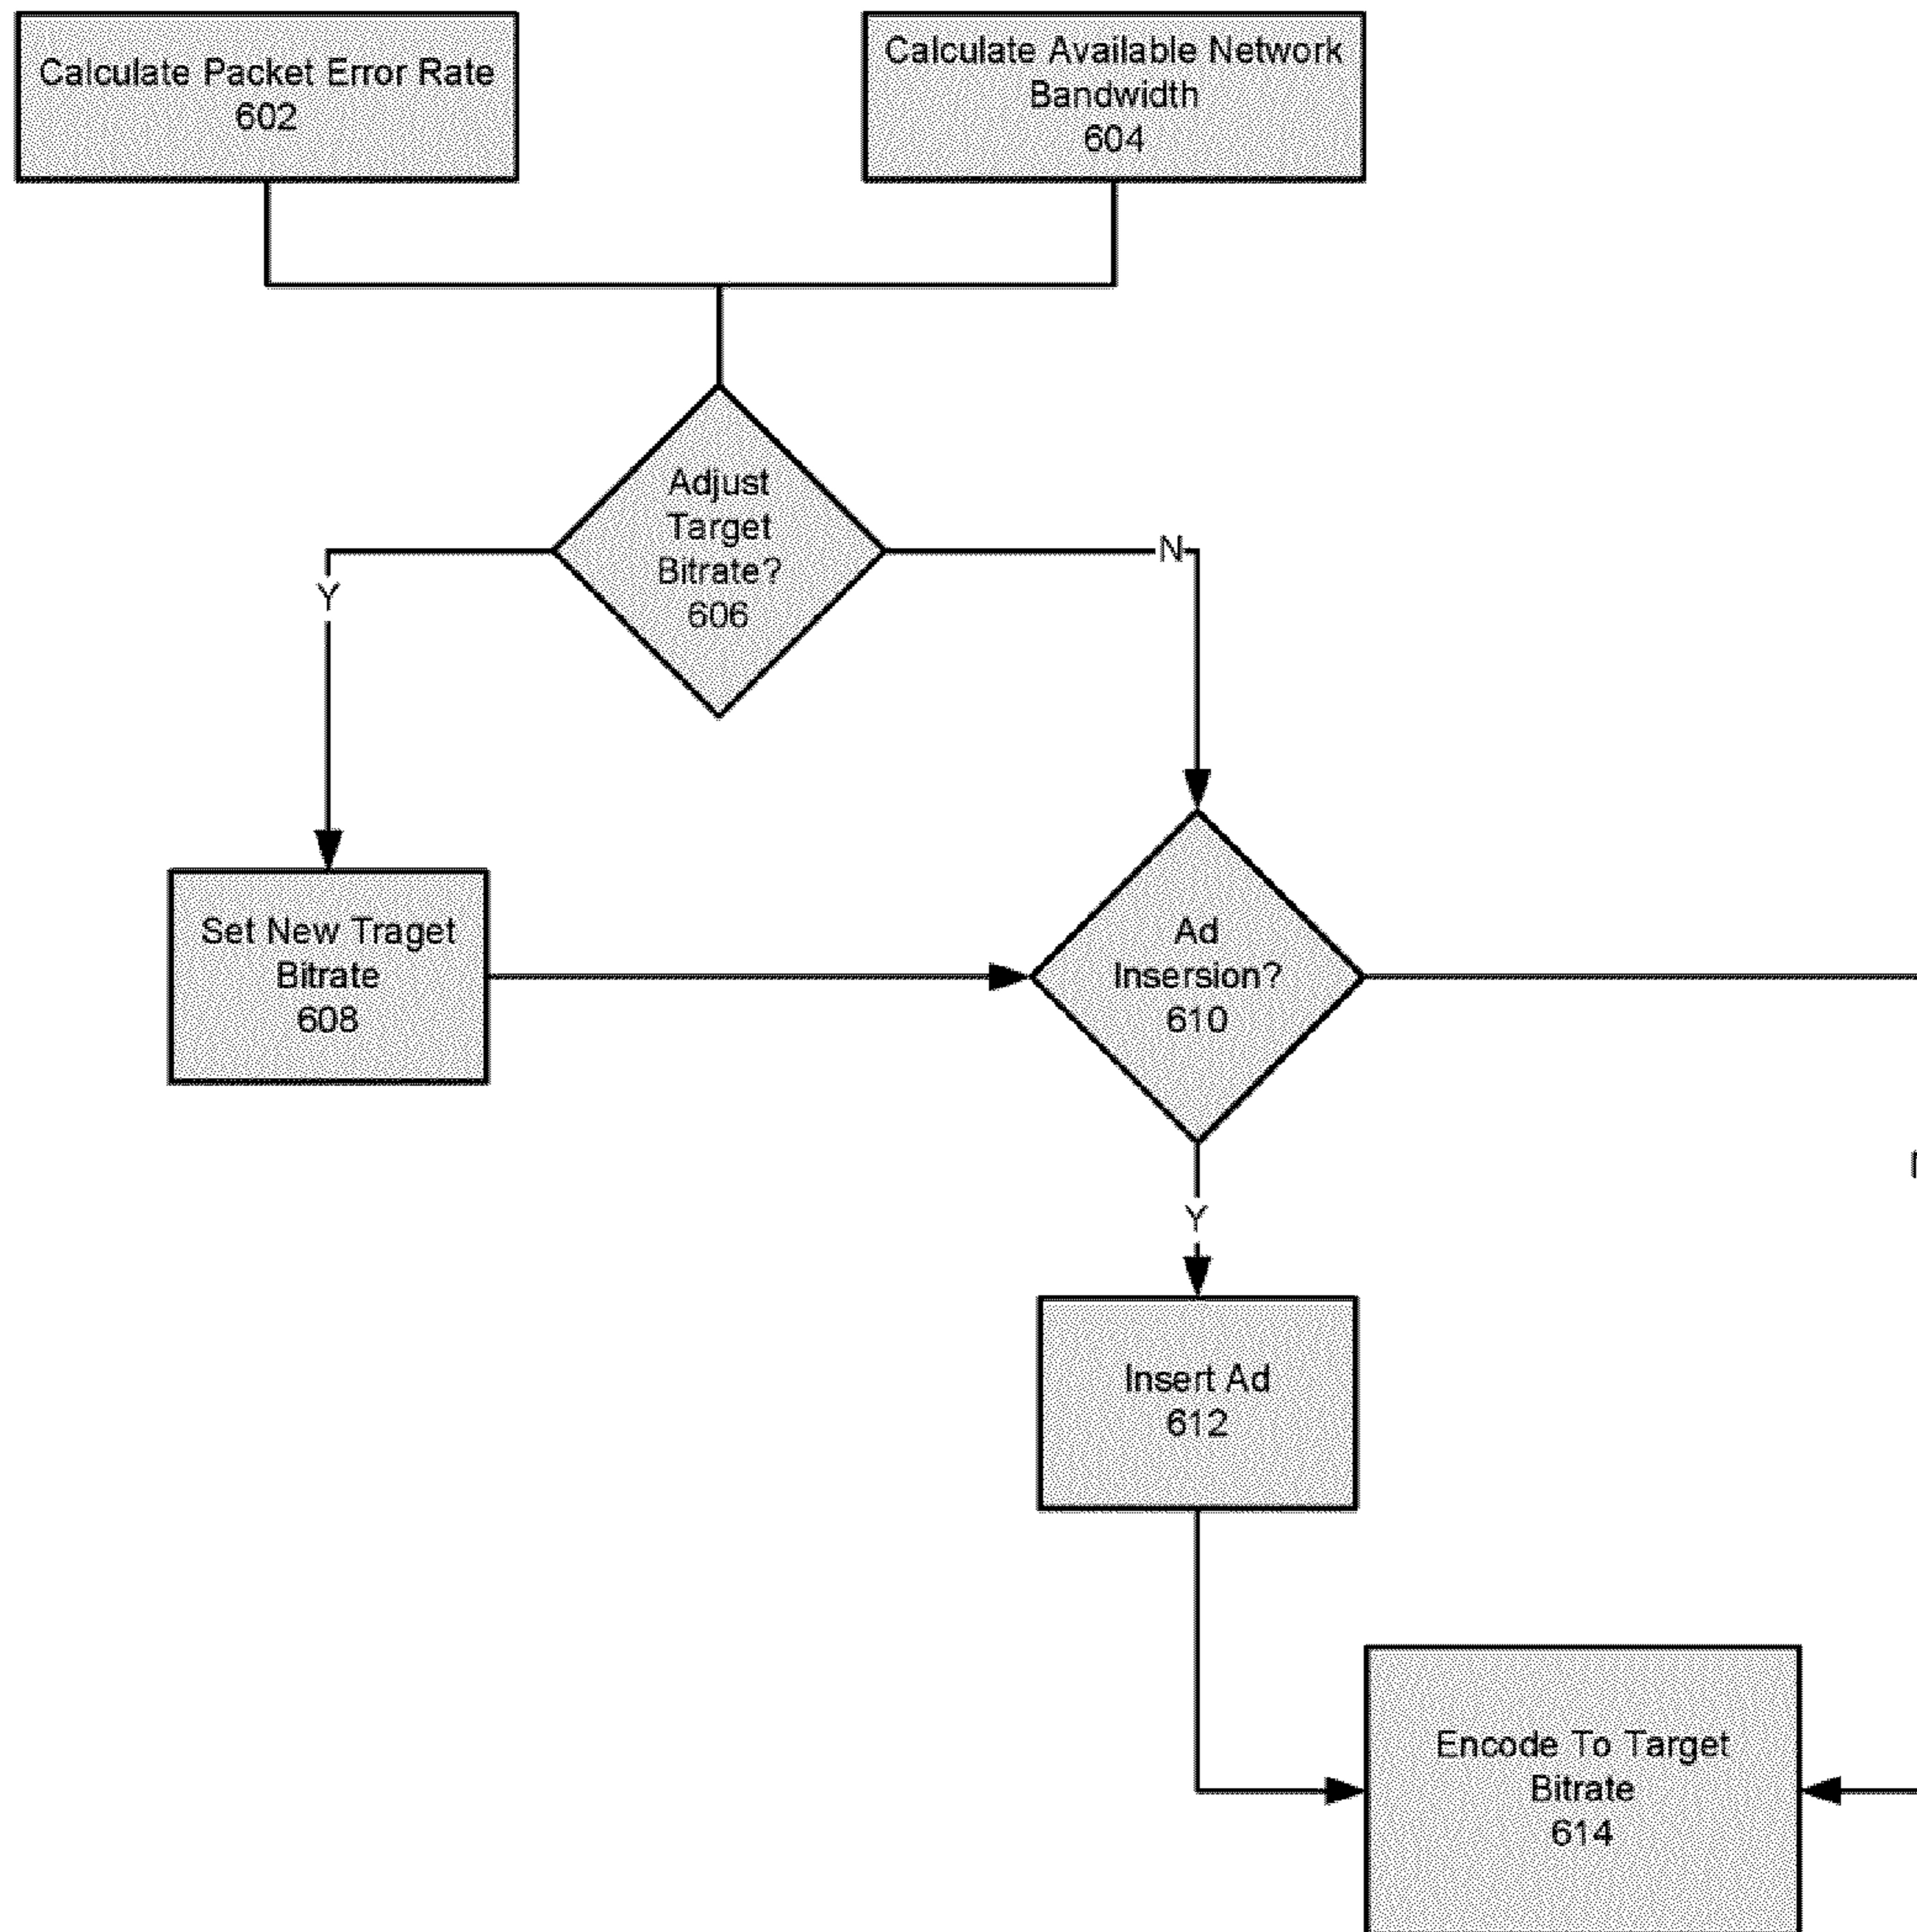 Calculate Packet Error Rate
602
Calculate Available Network
Bandwidth
604
Adjust
Target
Bitrate?
606
Y
N
Set New Traget
Bitrate
608
Ad
Insersion?
610
Y
Insert Ad
612
Encode To Target
Bitrate
614